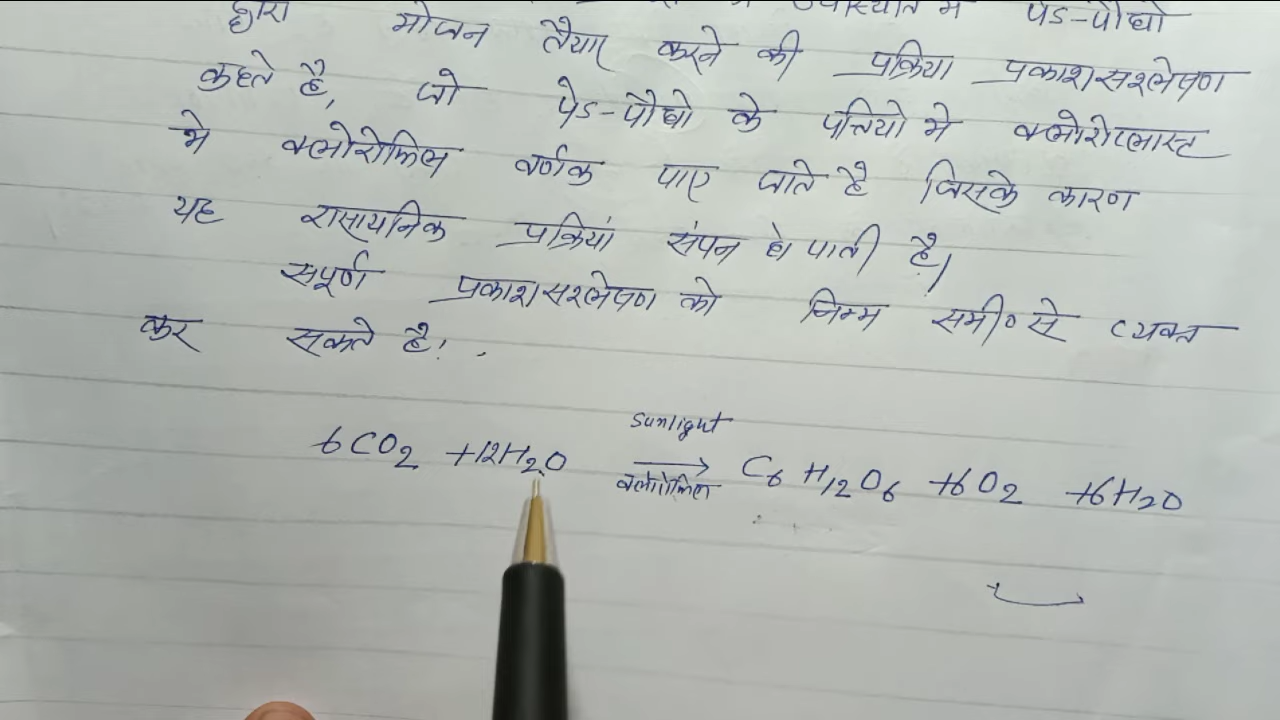 द्वारा भोजन तैयार करने की प्रक्रिया प्रकाशसंश्लेषण
कहते है, जो पेड-पौधो के पत्तियो मे क्लोरोप्लास्ट
मे क्लोरोफिल वर्णक पाए जाते है जिसके कारण
यह रासायनिक प्रक्रियां संपन हो पाती है।
सपूर्ण प्रकाशसंश्लेषण को निम्न समी० से व्यक्त
कर सकते है।
6CO₂ +12H₂O sunlight क्लोरोफिल → C₆H₁₂O₆ +6O₂ +6H₂O